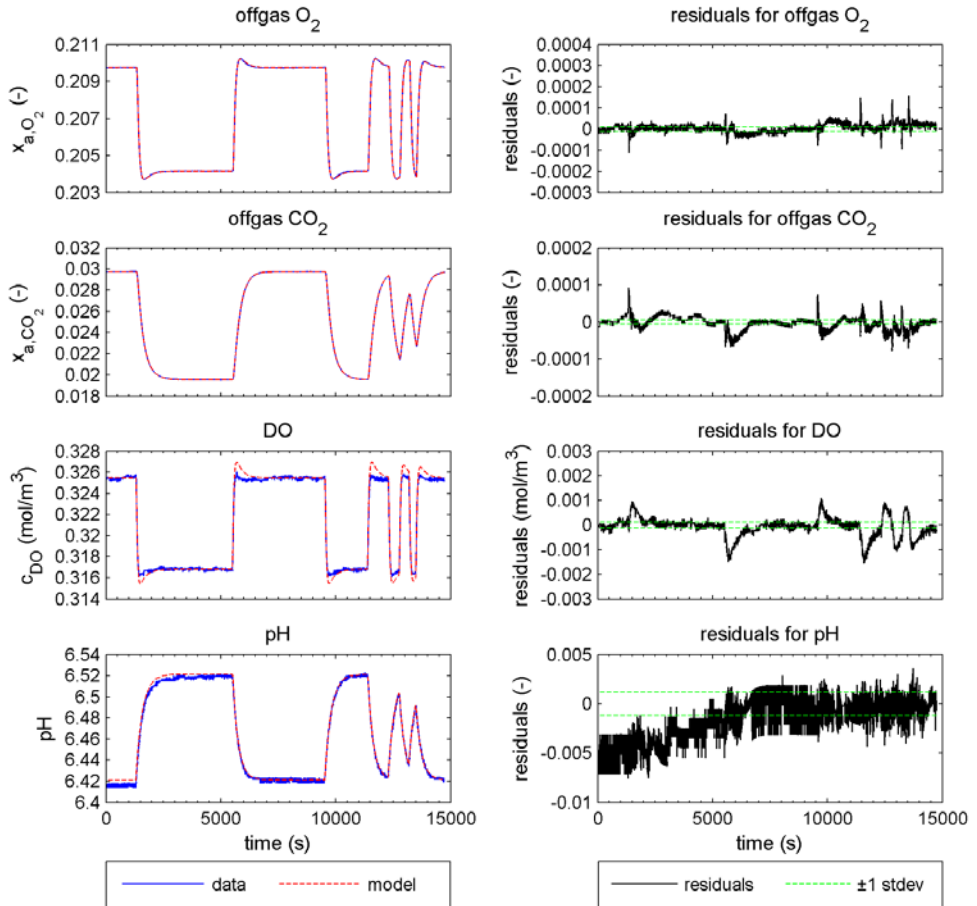 offgas O2
xa,O2 (-)
0.211
0.209
0.207
0.205
0.203
residuals for offgas O2
residuals (-)
0.0004
0.0003
0.0001
0
-0.0001
-0.0003
offgas CO2
xa,CO2 (-)
0.032
0.03
0.028
0.026
0.024
0.022
0.02
0.018
residuals for offgas CO2
residuals (-)
0.0002
0.0001
0
-0.0001
-0.0002
DO
cDO (mol/m3)
0.328
0.326
0.324
0.322
0.32
0.318
0.316
0.314
residuals for DO
residuals (mol/m3)
0.003
0.002
0.001
0
-0.001
-0.003
pH
pH
6.54
6.52
6.5
6.48
6.46
6.44
6.42
6.4
0 5000 10000 15000
time (s)
residuals for pH
residuals (-)
0.005
0
-0.005
-0.01
0 5000 10000 15000
time (s)
data model
residuals ±1 stdev